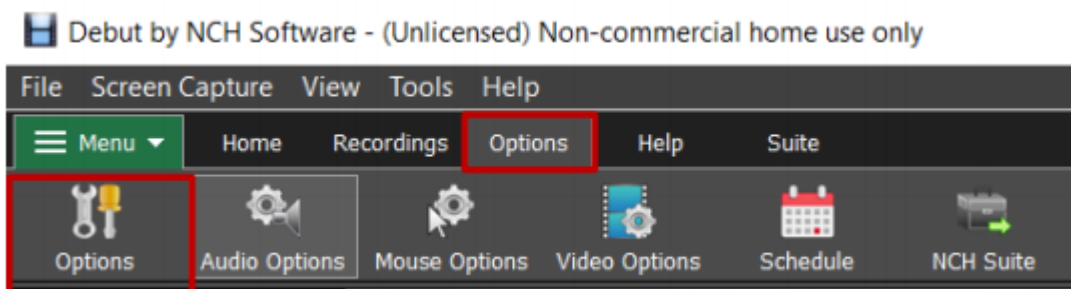 Debut by NCH Software - (Unlicensed) Non-commercial home use only
File Screen Capture View Tools Help
Menu Home Recordings Options Help Suite
Options Audio Options Mouse Options Video Options Schedule NCH Suite